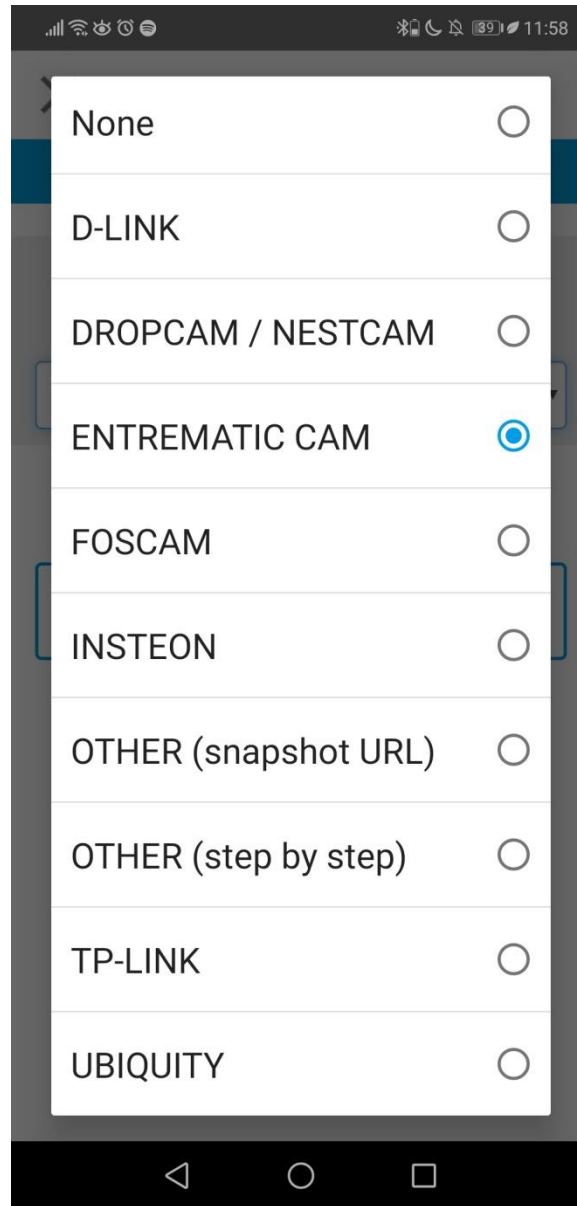 39 11:58
None
D-LINK
DROPCAM / NESTCAM
ENTREMATIC CAM
FOSCAM
INSTEON
OTHER (snapshot URL)
OTHER (step by step)
TP-LINK
UBIQUITY